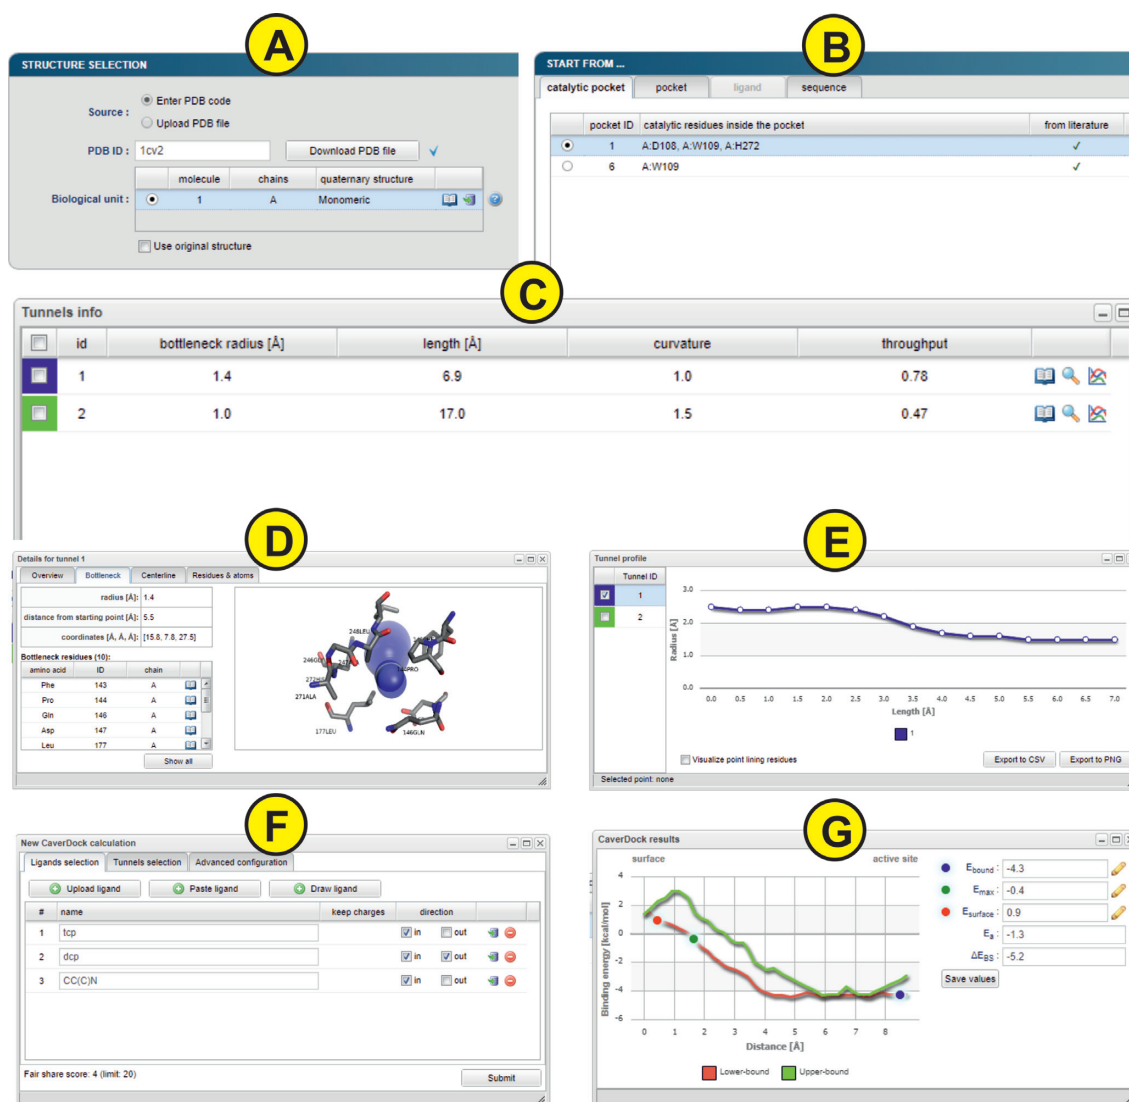 A
STRUCTURE SELECTION
Source :
Enter PDB code
Upload PDB file
PDB ID :
1cv2
Download PDB file
molecule chains quaternary structure
Biological unit :
1 A Monomeric
Use original structure
B
START FROM ...
catalytic pocket pocket ligand sequence
pocket ID catalytic residues inside the pocket from literature
1 A:D108, A:W109, A:H272 ✓
6 A:W109 ✓
C
Tunnels info
id bottleneck radius [Å] length [Å] curvature throughput
1 1.4 6.9 1.0 0.78
2 1.0 17.0 1.5 0.47
D
Details for tunnel 1
Overview Bottleneck Centerline Residues & atoms
radius [Å]: 1.4
distance from starting point [Å]: 5.5
coordinates [Å, Å, Å]: [15.8, 7.8, 27.5]
Bottleneck residues (10):
amino acid ID chain
Phe 143 A
Pro 144 A
Gln 146 A
Asp 147 A
Leu 177 A
Show all
248LEU
271ALA
177LEU
146GLN
E
Tunnel profile
Tunnel ID
1
2
Radius [Å]
3.0
2.0
1.0
0.0
0.0 0.5 1.0 1.5 2.0 2.5 3.0 3.5 4.0 4.5 5.0 5.5 6.0 6.5 7.0
Length [Å]
1
Visualize point lining residues
Export to CSV Export to PNG
Selected point: none
F
New CaverDock calculation
Ligands selection Tunnels selection Advanced configuration
Upload ligand Paste ligand Draw ligand
# name keep charges direction
1 tcp in out
2 dcp in out
3 CC(C)N in out
Fair share score: 4 (limit: 20)
Submit
G
CaverDock results
surface active site
Binding energy [kcal/mol]
4
2
0
-2
-4
-6
0 1 2 3 4 5 6 7 8
Distance [Å]
Lower-bound Upper-bound
Ebound : -4.3
Emax : -0.4
Esurface : 0.9
Ea : -1.3
ΔEBS : -5.2
Save values